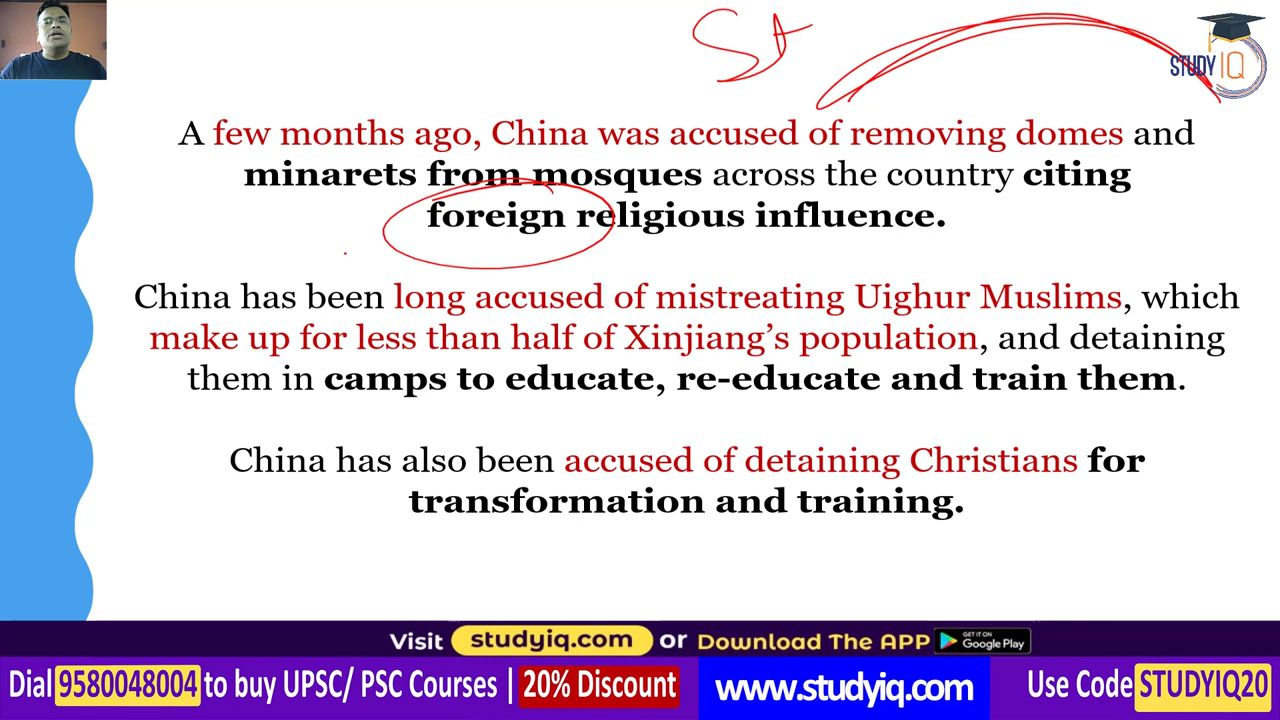 SA
STUDY IQ
A few months ago, China was accused of removing domes and
minarets from mosques across the country citing
foreign religious influence.
China has been long accused of mistreating Uighur Muslims, which
make up for less than half of Xinjiang’s population, and detaining
them in camps to educate, re-educate and train them.
China has also been accused of detaining Christians for
transformation and training.
Visit studyiq.com or Download The APP GET IT ON Google Play
Dial 9580048004 to buy UPSC/ PSC Courses | 20% Discount www.studyiq.com Use Code STUDYIQ20